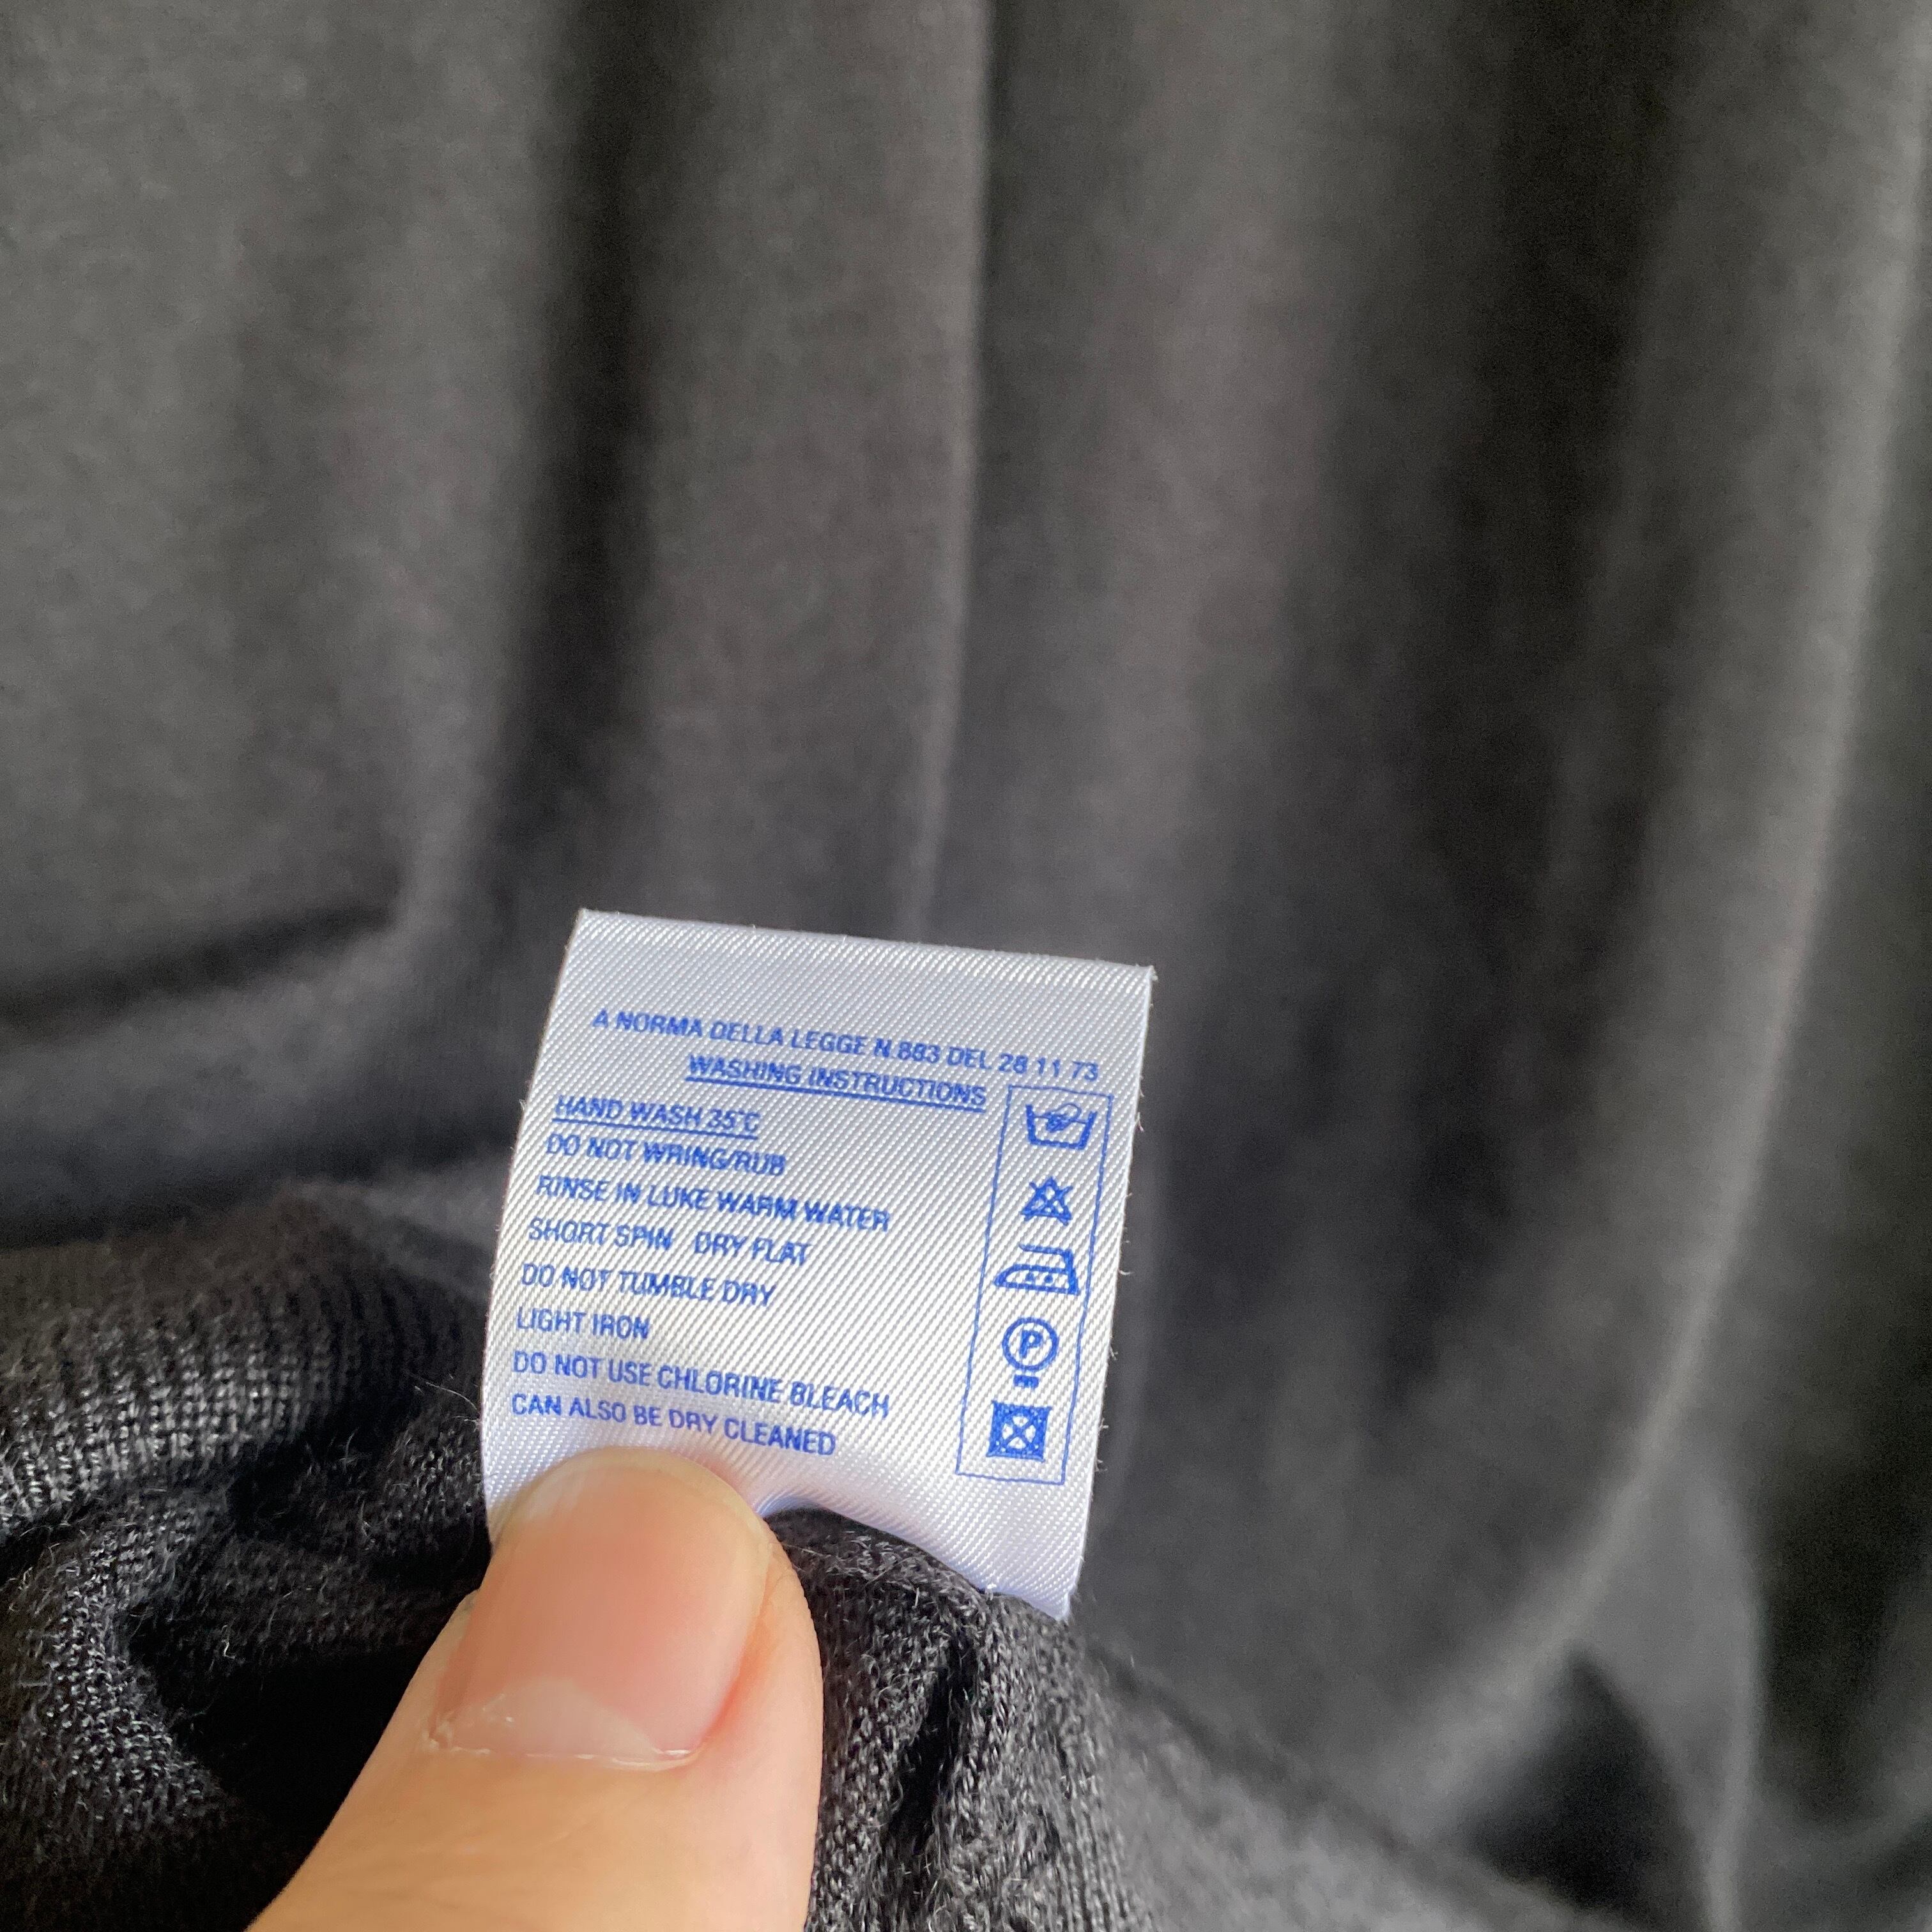 A NORMA DELLA LEGGE N.883 DEL 28 11 73
WASHING INSTRUCTIONS
HAND WASH 35°C
DO NOT WRING/RUB
RINSE IN LUKE WARM WATER
SHORT SPIN DRY FLAT
DO NOT TUMBLE DRY
LIGHT IRON
DO NOT USE CHLORINE BLEACH
CAN ALSO BE DRY CLEANED
P